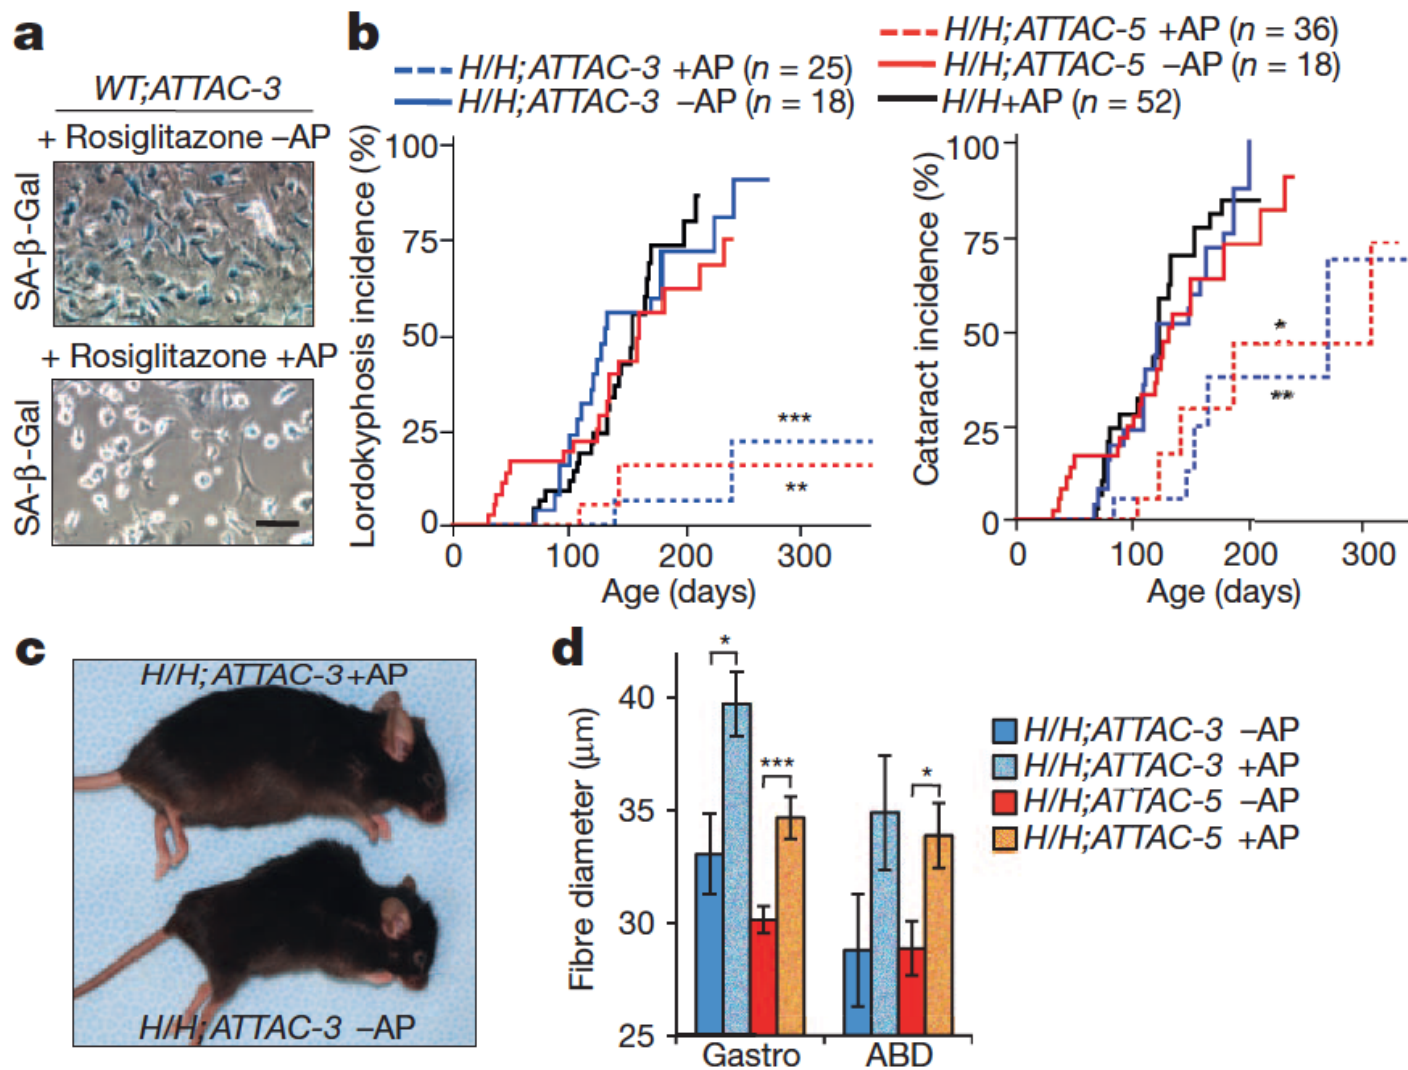 a
WT;ATTAC-3
+ Rosiglitazone –AP
SA-β-Gal
+ Rosiglitazone +AP
SA-β-Gal
b
H/H;ATTAC-3 +AP (n = 25)
H/H;ATTAC-3 –AP (n = 18)
H/H;ATTAC-5 +AP (n = 36)
H/H;ATTAC-5 –AP (n = 18)
H/H+AP (n = 52)
Lordokyphosis incidence (%)
100
75
50
25
0
***
**
0 100 200 300
Age (days)
Cataract incidence (%)
100
75
50
25
0
*
**
0 100 200 300
Age (days)
c
H/H;ATTAC-3+AP
H/H;ATTAC-3 –AP
d
Fibre diameter (μm)
40
35
30
25
*
***
*
Gastro ABD
H/H;ATTAC-3 –AP
H/H;ATTAC-3 +AP
H/H;ATTAC-5 –AP
H/H;ATTAC-5 +AP